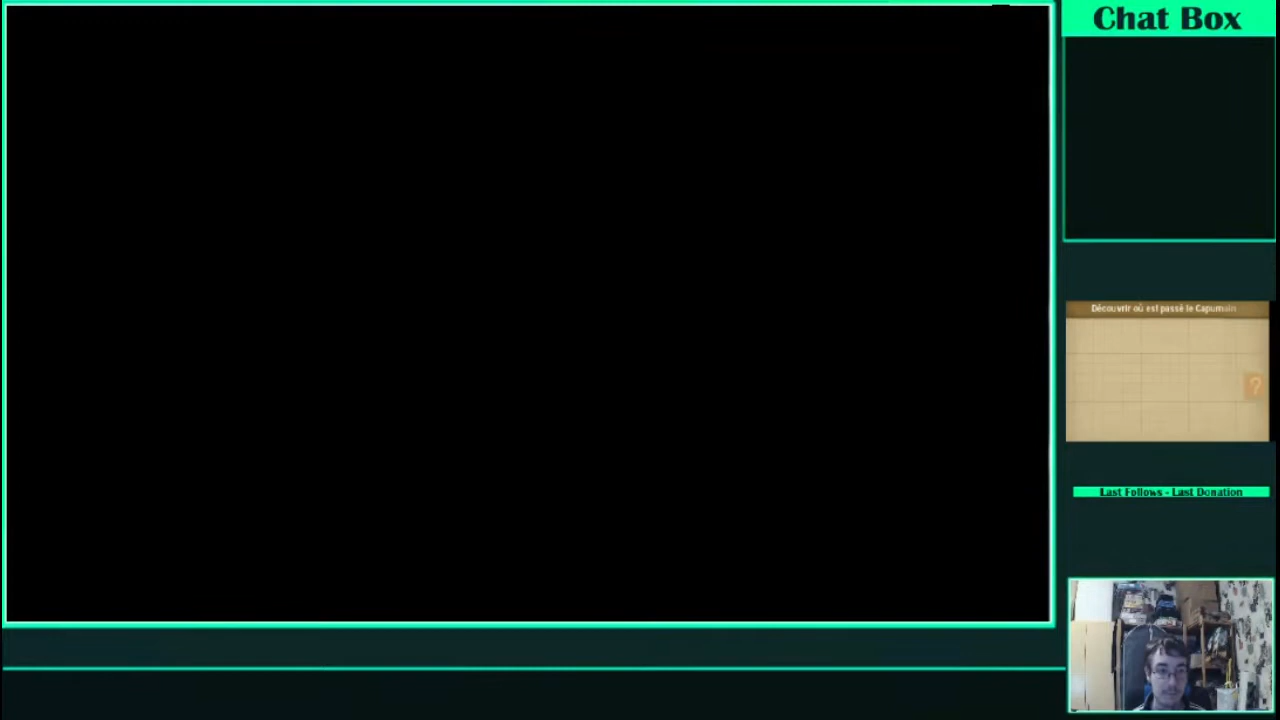 Chat Box
Découvrir où est passé le Capumain
Last Follows - Last Donation